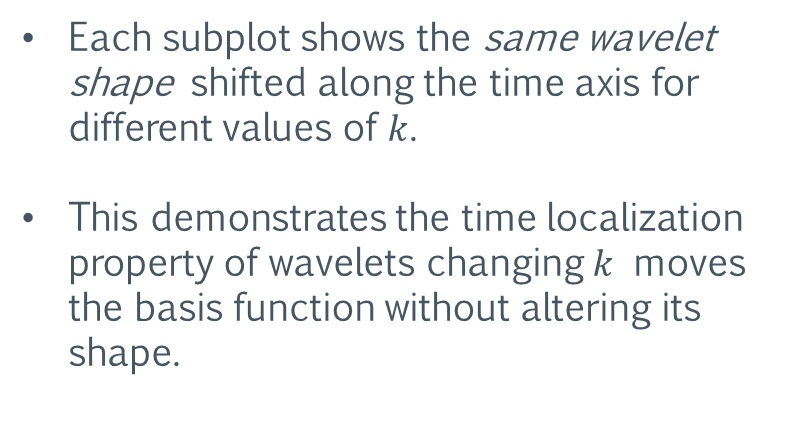 • Each subplot shows the same wavelet
shape shifted along the time axis for
different values of k.
• This demonstrates the time localization
property of wavelets changing k moves
the basis function without altering its
shape.